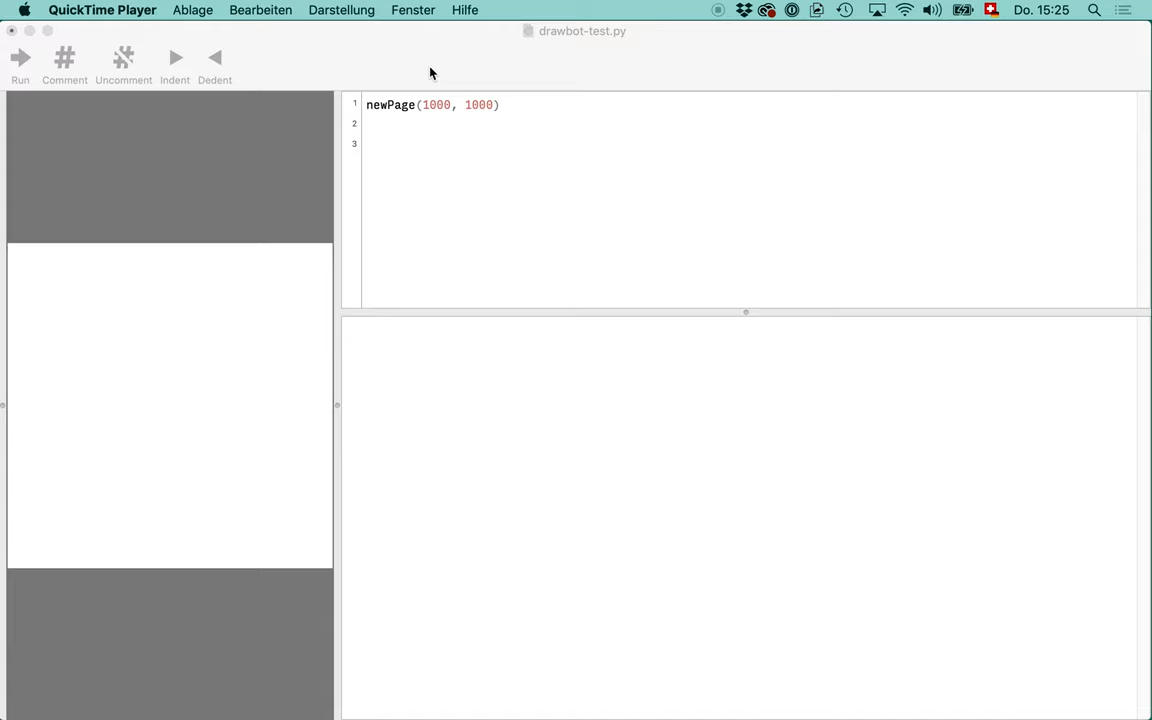 QuickTime Player Ablage Bearbeiten Darstellung Fenster Hilfe Do. 15:25
drawbot-test.py
Run Comment Uncomment Indent Dedent
1 newPage(1000, 1000)
2
3